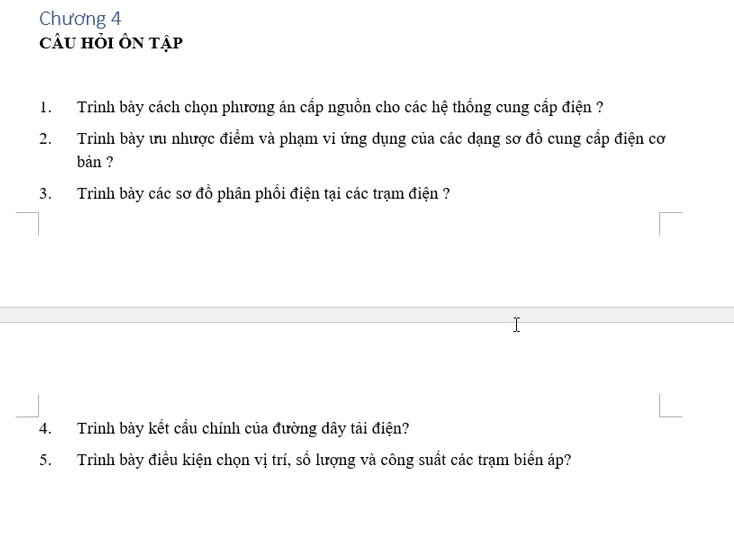 Chương 4
CÂU HỎI ÔN TẬP
1. Trình bày cách chọn phương án cấp nguồn cho các hệ thống cung cấp điện ?
2. Trình bày ưu nhược điểm và phạm vi ứng dụng của các dạng sơ đồ cung cấp điện cơ
bản ?
3. Trình bày các sơ đồ phân phối điện tại các trạm điện ?
4. Trình bày kết cấu chính của đường dây tải điện?
5. Trình bày điều kiện chọn vị trí, số lượng và công suất các trạm biến áp?